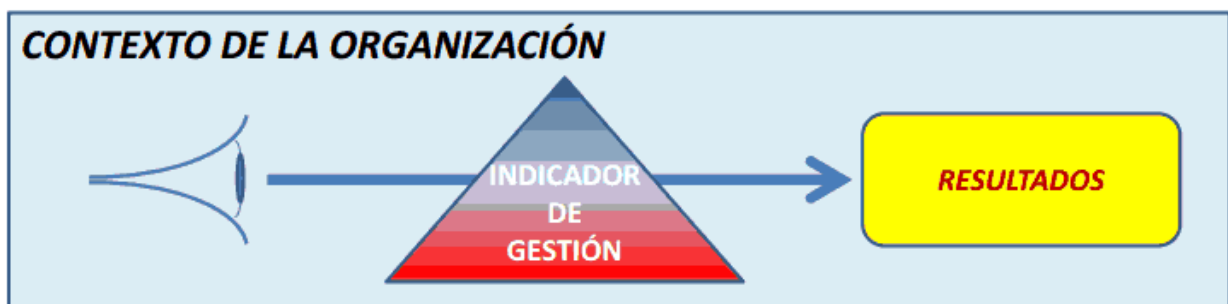 CONTEXTO DE LA ORGANIZACIÓN
INDICADOR
DE
GESTIÓN
RESULTADOS